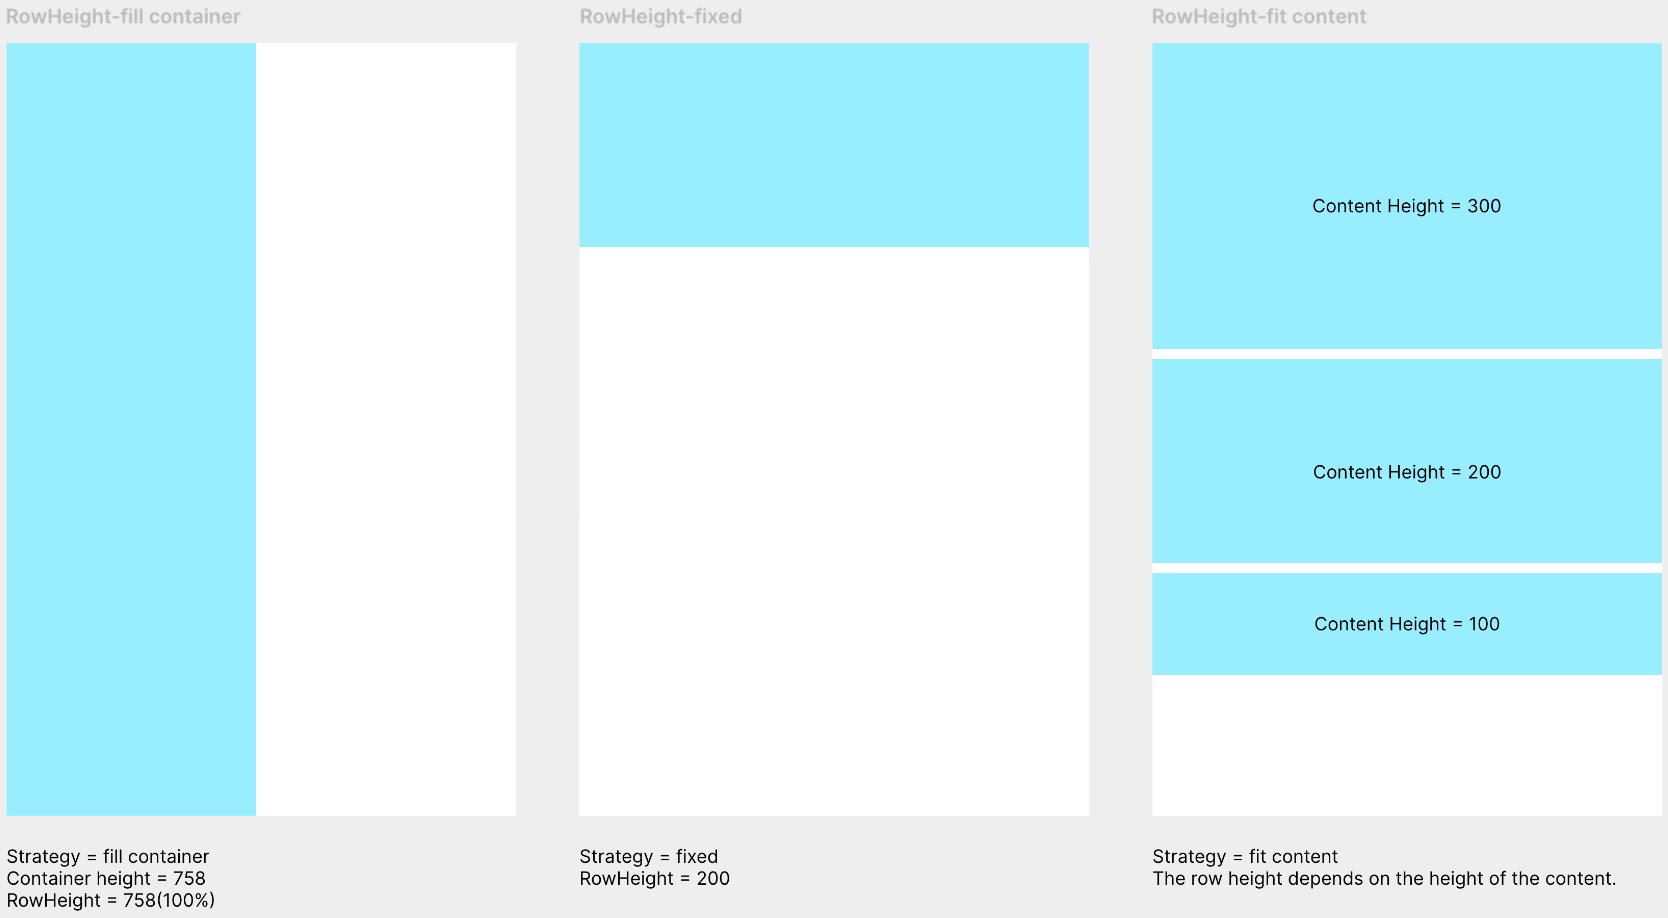 RowHeight-fill container
RowHeight-fixed
RowHeight-fit content
Content Height = 300
Content Height = 200
Content Height = 100
Strategy = fill container
Container height = 758
RowHeight = 758(100%)
Strategy = fixed
RowHeight = 200
Strategy = fit content
The row height depends on the height of the content.